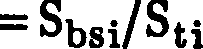 = S_bsi/S_ti